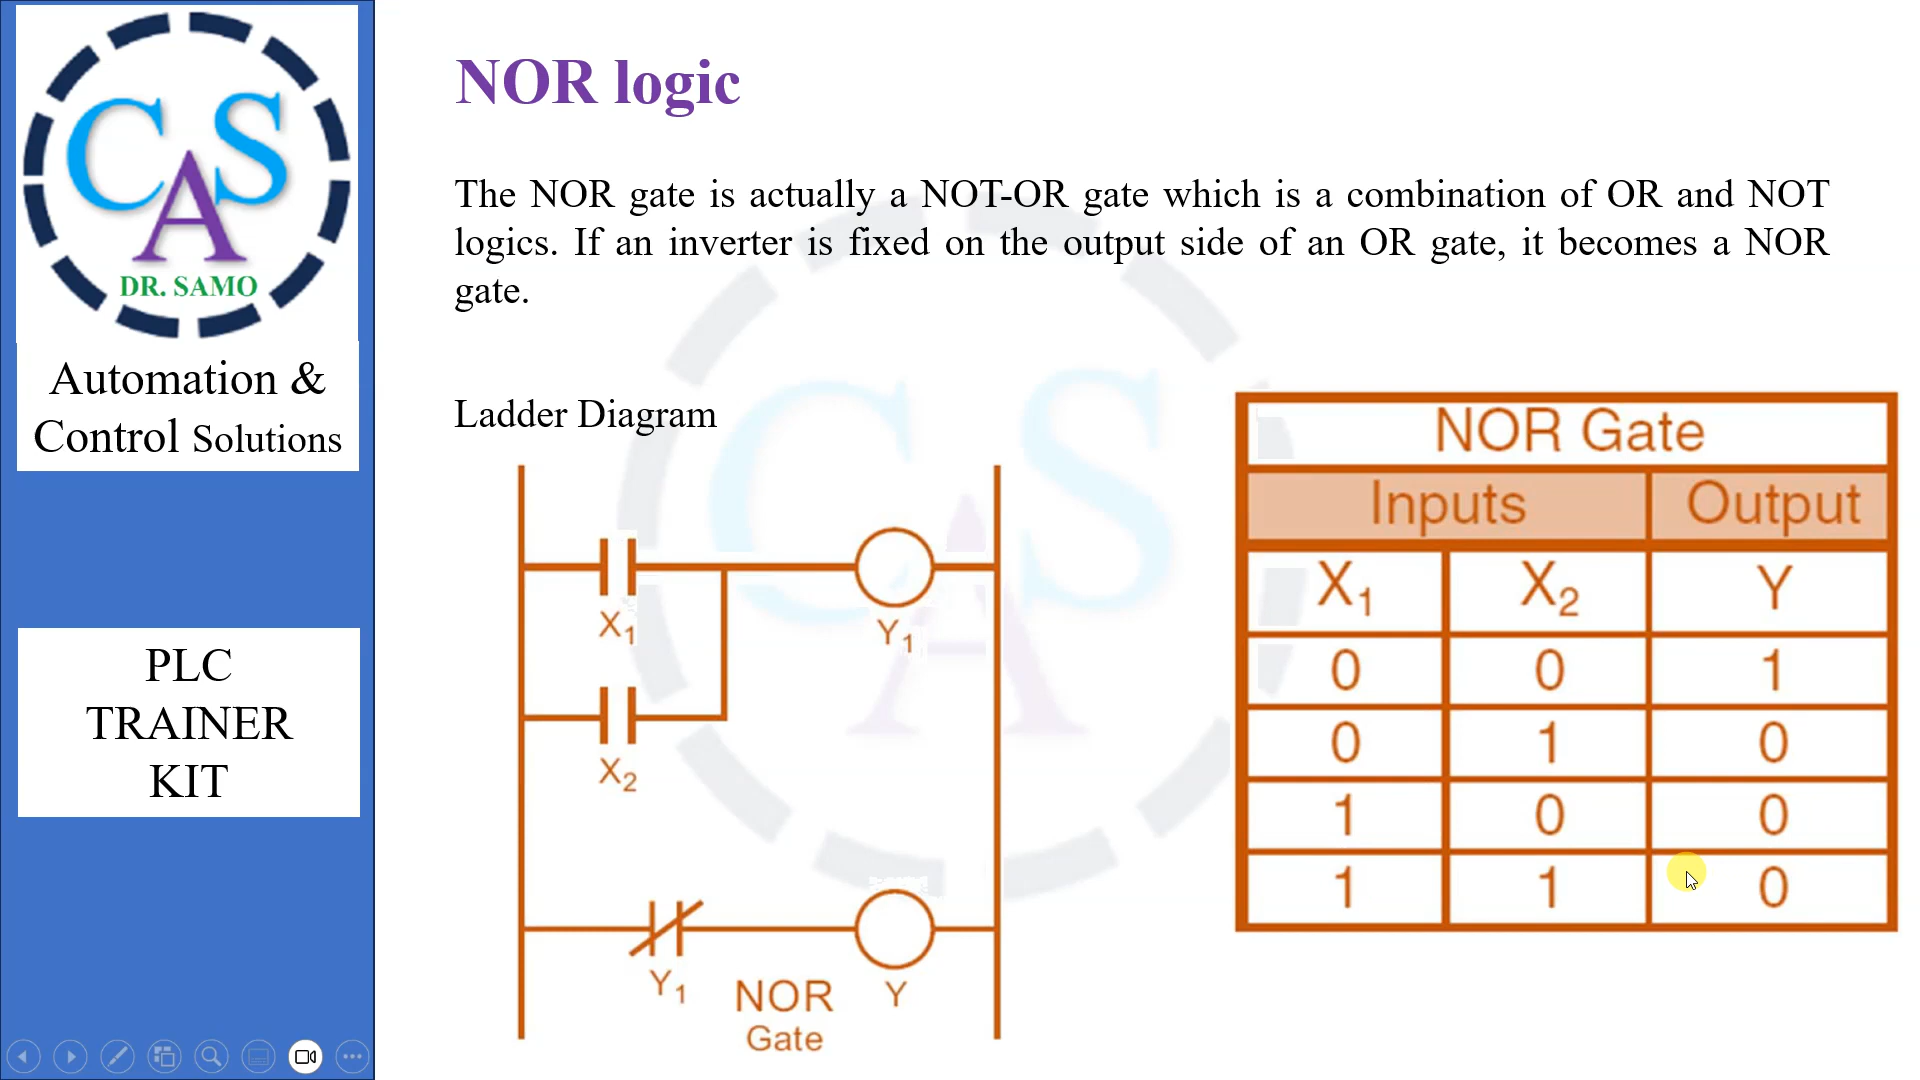 CAS
DR. SAMO
Automation &
Control Solutions
PLC
TRAINER
KIT
NOR logic
The NOR gate is actually a NOT-OR gate which is a combination of OR and NOT
logics. If an inverter is fixed on the output side of an OR gate, it becomes a NOR
gate.
Ladder Diagram
X₁
Y₁
X₂
Y₁
NOR
Gate
Y
NOR Gate
Inputs Output
X₁ X₂ Y
0 0 1
0 1 0
1 0 0
1 1 0